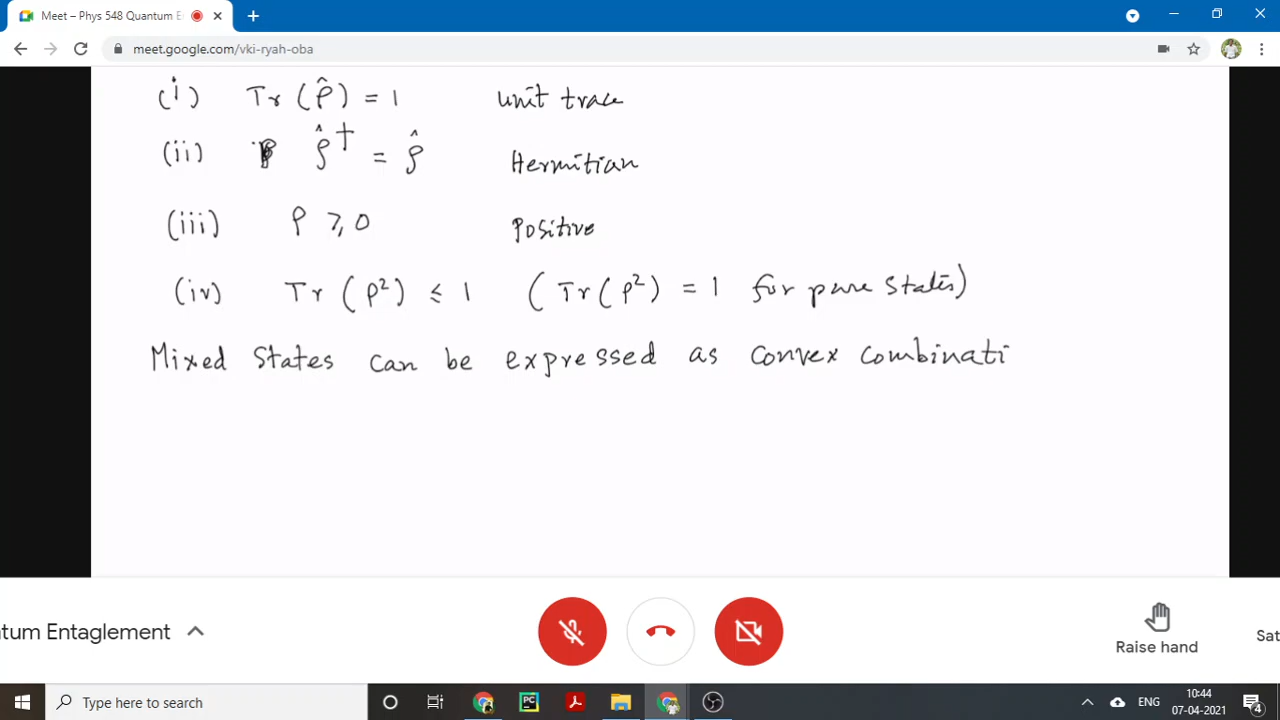 Meet – Phys 548 Quantum E
meet.google.com/vki-ryah-oba
(i) Tr (ρ̂) = 1 Unit trace
(ii) ρ̂† = ρ̂ Hermitian
(iii) ρ ⩾ 0 Positive
(iv) Tr (ρ²) ≤ 1 (Tr(ρ²) = 1 for pure states)
Mixed States can be expressed as convex combinati
tum Entaglement
Raise hand
Sat
Type here to search
ENG
10:44
07-04-2021
4